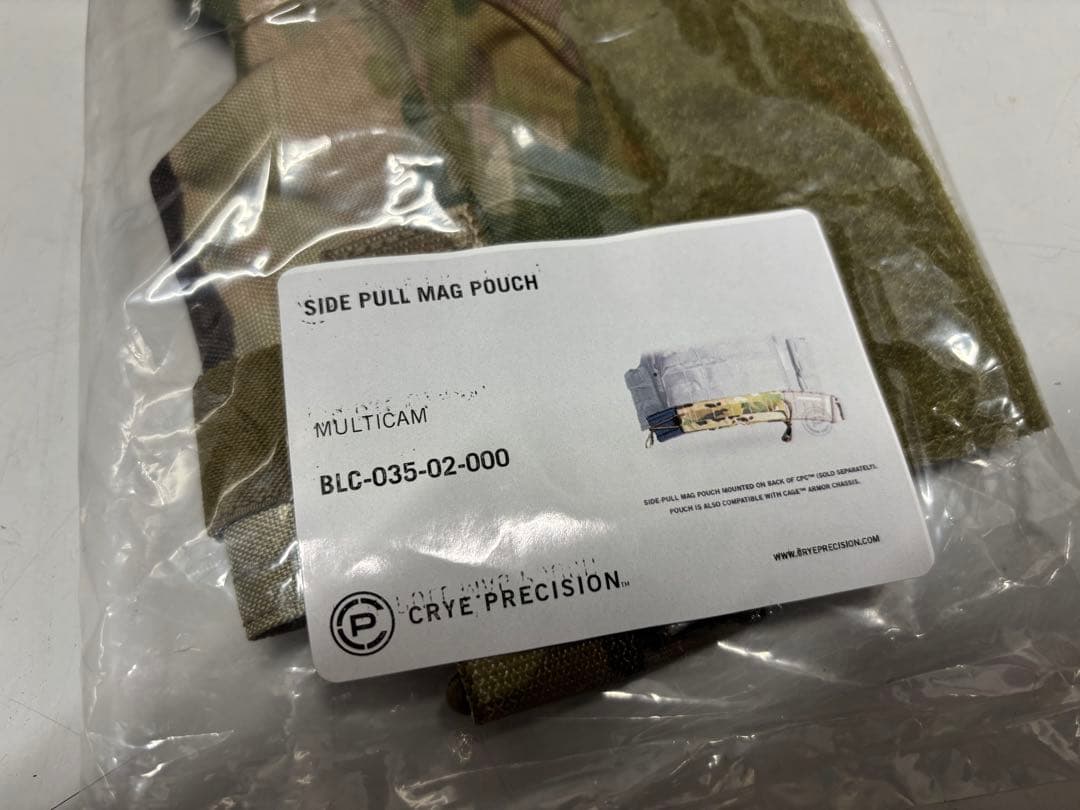 SIDE PULL MAG POUCH
MULTICAM
BLC-035-02-000
SIDE-PULL MAG POUCH MOUNTED ON BACK OF CPC™ (SOLD SEPARATELY).
POUCH IS ALSO COMPATIBLE WITH CAGE™ ARMOR CHASSIS.
WWW.CRYEPRECISION.COM
CP CRYE PRECISION™